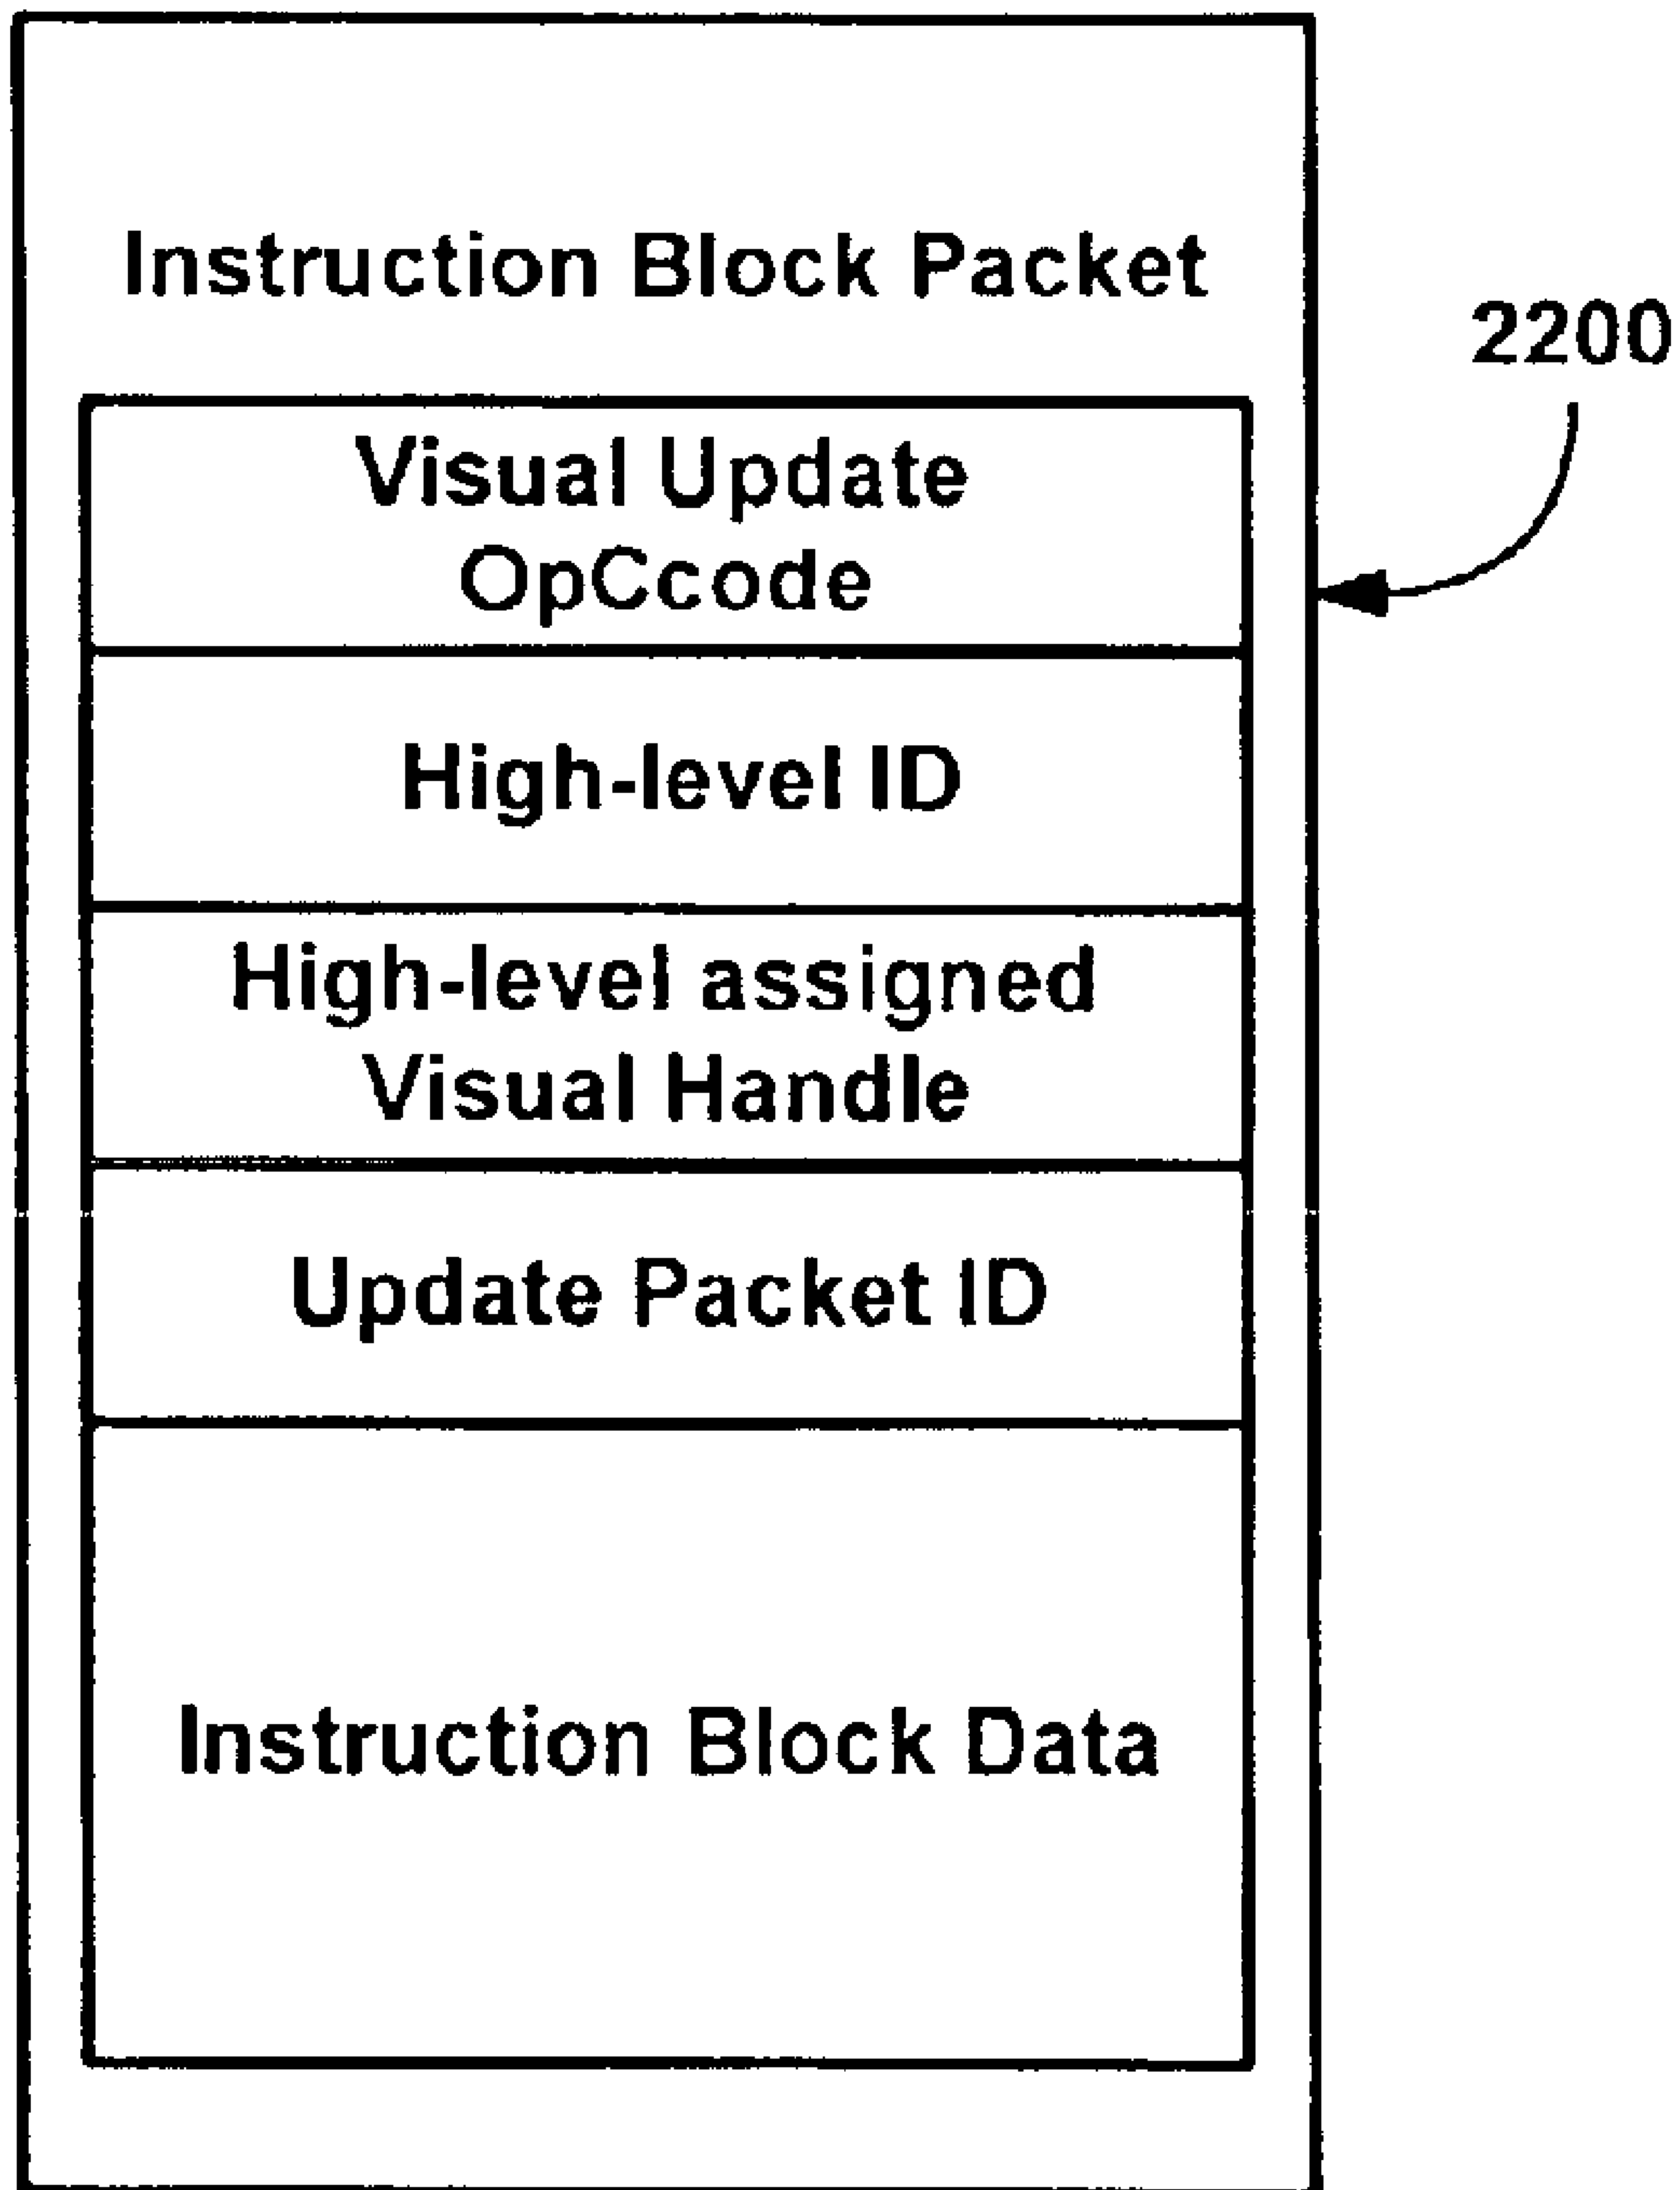 Instruction Block Packet
2200
Visual Update
OpCcode
High-level ID
High-level assigned
Visual Handle
Update Packet ID
Instruction Block Data